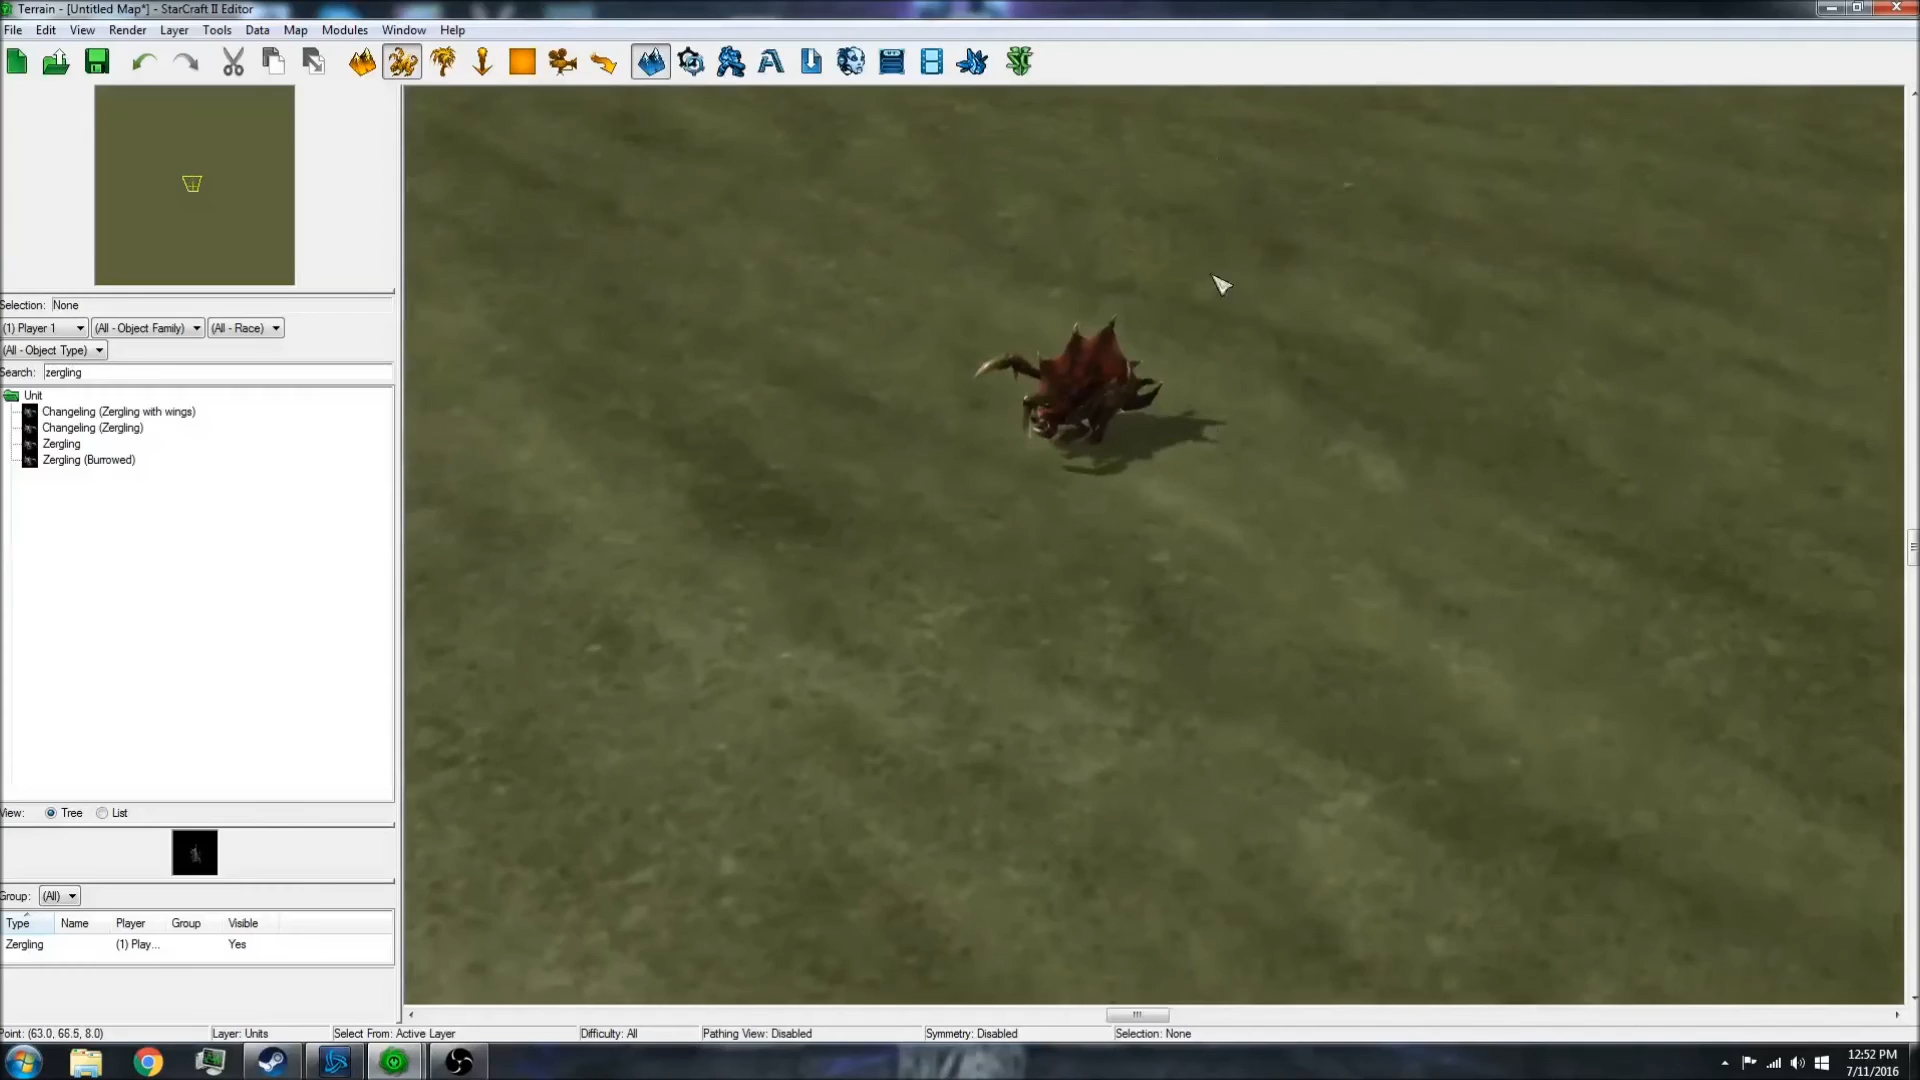 Terrain - [Untitled Map*] - StarCraft II Editor
File Edit View Render Layer Tools Data Map Modules Window Help
Selection: None
(1) Player 1 (All - Object Family) (All - Race)
(All - Object Type)
Search: zergling
Unit
Changeling (Zergling with wings)
Changeling (Zergling)
Zergling
Zergling (Burrowed)
View: Tree List
Group: (All)
Type Name Player Group Visible
Zergling (1) Play... Yes
Point: (63.0, 66.5, 8.0) Layer: Units Select From: Active Layer Difficulty: All Pathing View: Disabled Symmetry: Disabled Selection: None
12:52 PM
7/11/2016